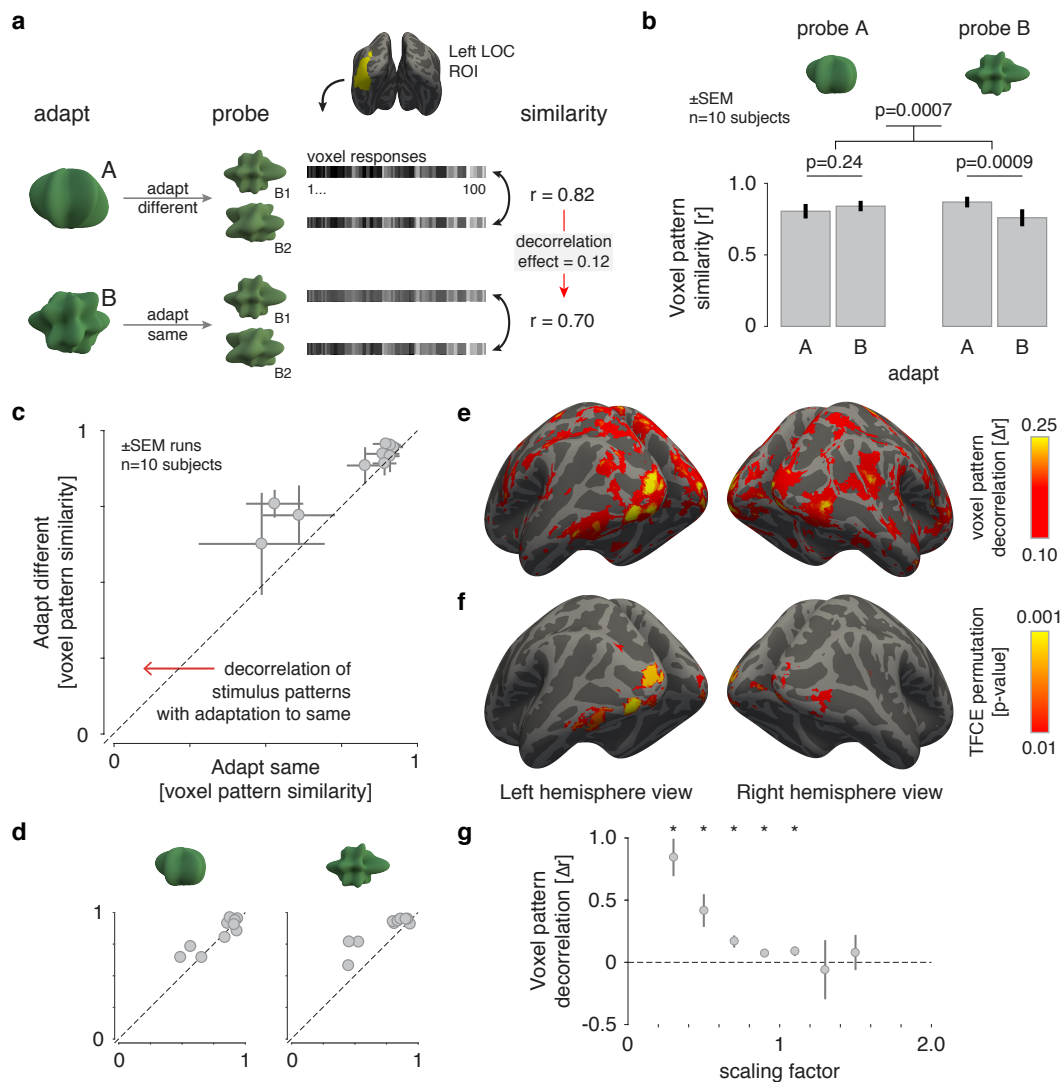 a
Left LOC
ROI
adapt
probe
similarity
A
adapt
different
B1
B2
voxel responses
1...
100
r = 0.82
decorrelation
effect = 0.12
r = 0.70
B
adapt
same
B1
B2
b
probe A
probe B
±SEM
n=10 subjects
p=0.0007
p=0.24
p=0.0009
Voxel pattern
similarity [r]
1.0
0.5
0
A
B
A
B
adapt
c
±SEM runs
n=10 subjects
Adapt different
[voxel pattern similarity]
1
0
decorrelation of
stimulus patterns
with adaptation to same
0
1
Adapt same
[voxel pattern similarity]
d
1
0
0
1
0
1
e
0.25
voxel pattern
decorrelation [Δr]
0.10
f
0.001
TFCE permutation
[p-value]
0.01
Left hemisphere view
Right hemisphere view
g
* * * * *
Voxel pattern
decorrelation [Δr]
1.0
0.5
0
-0.5
0
1
2.0
scaling factor